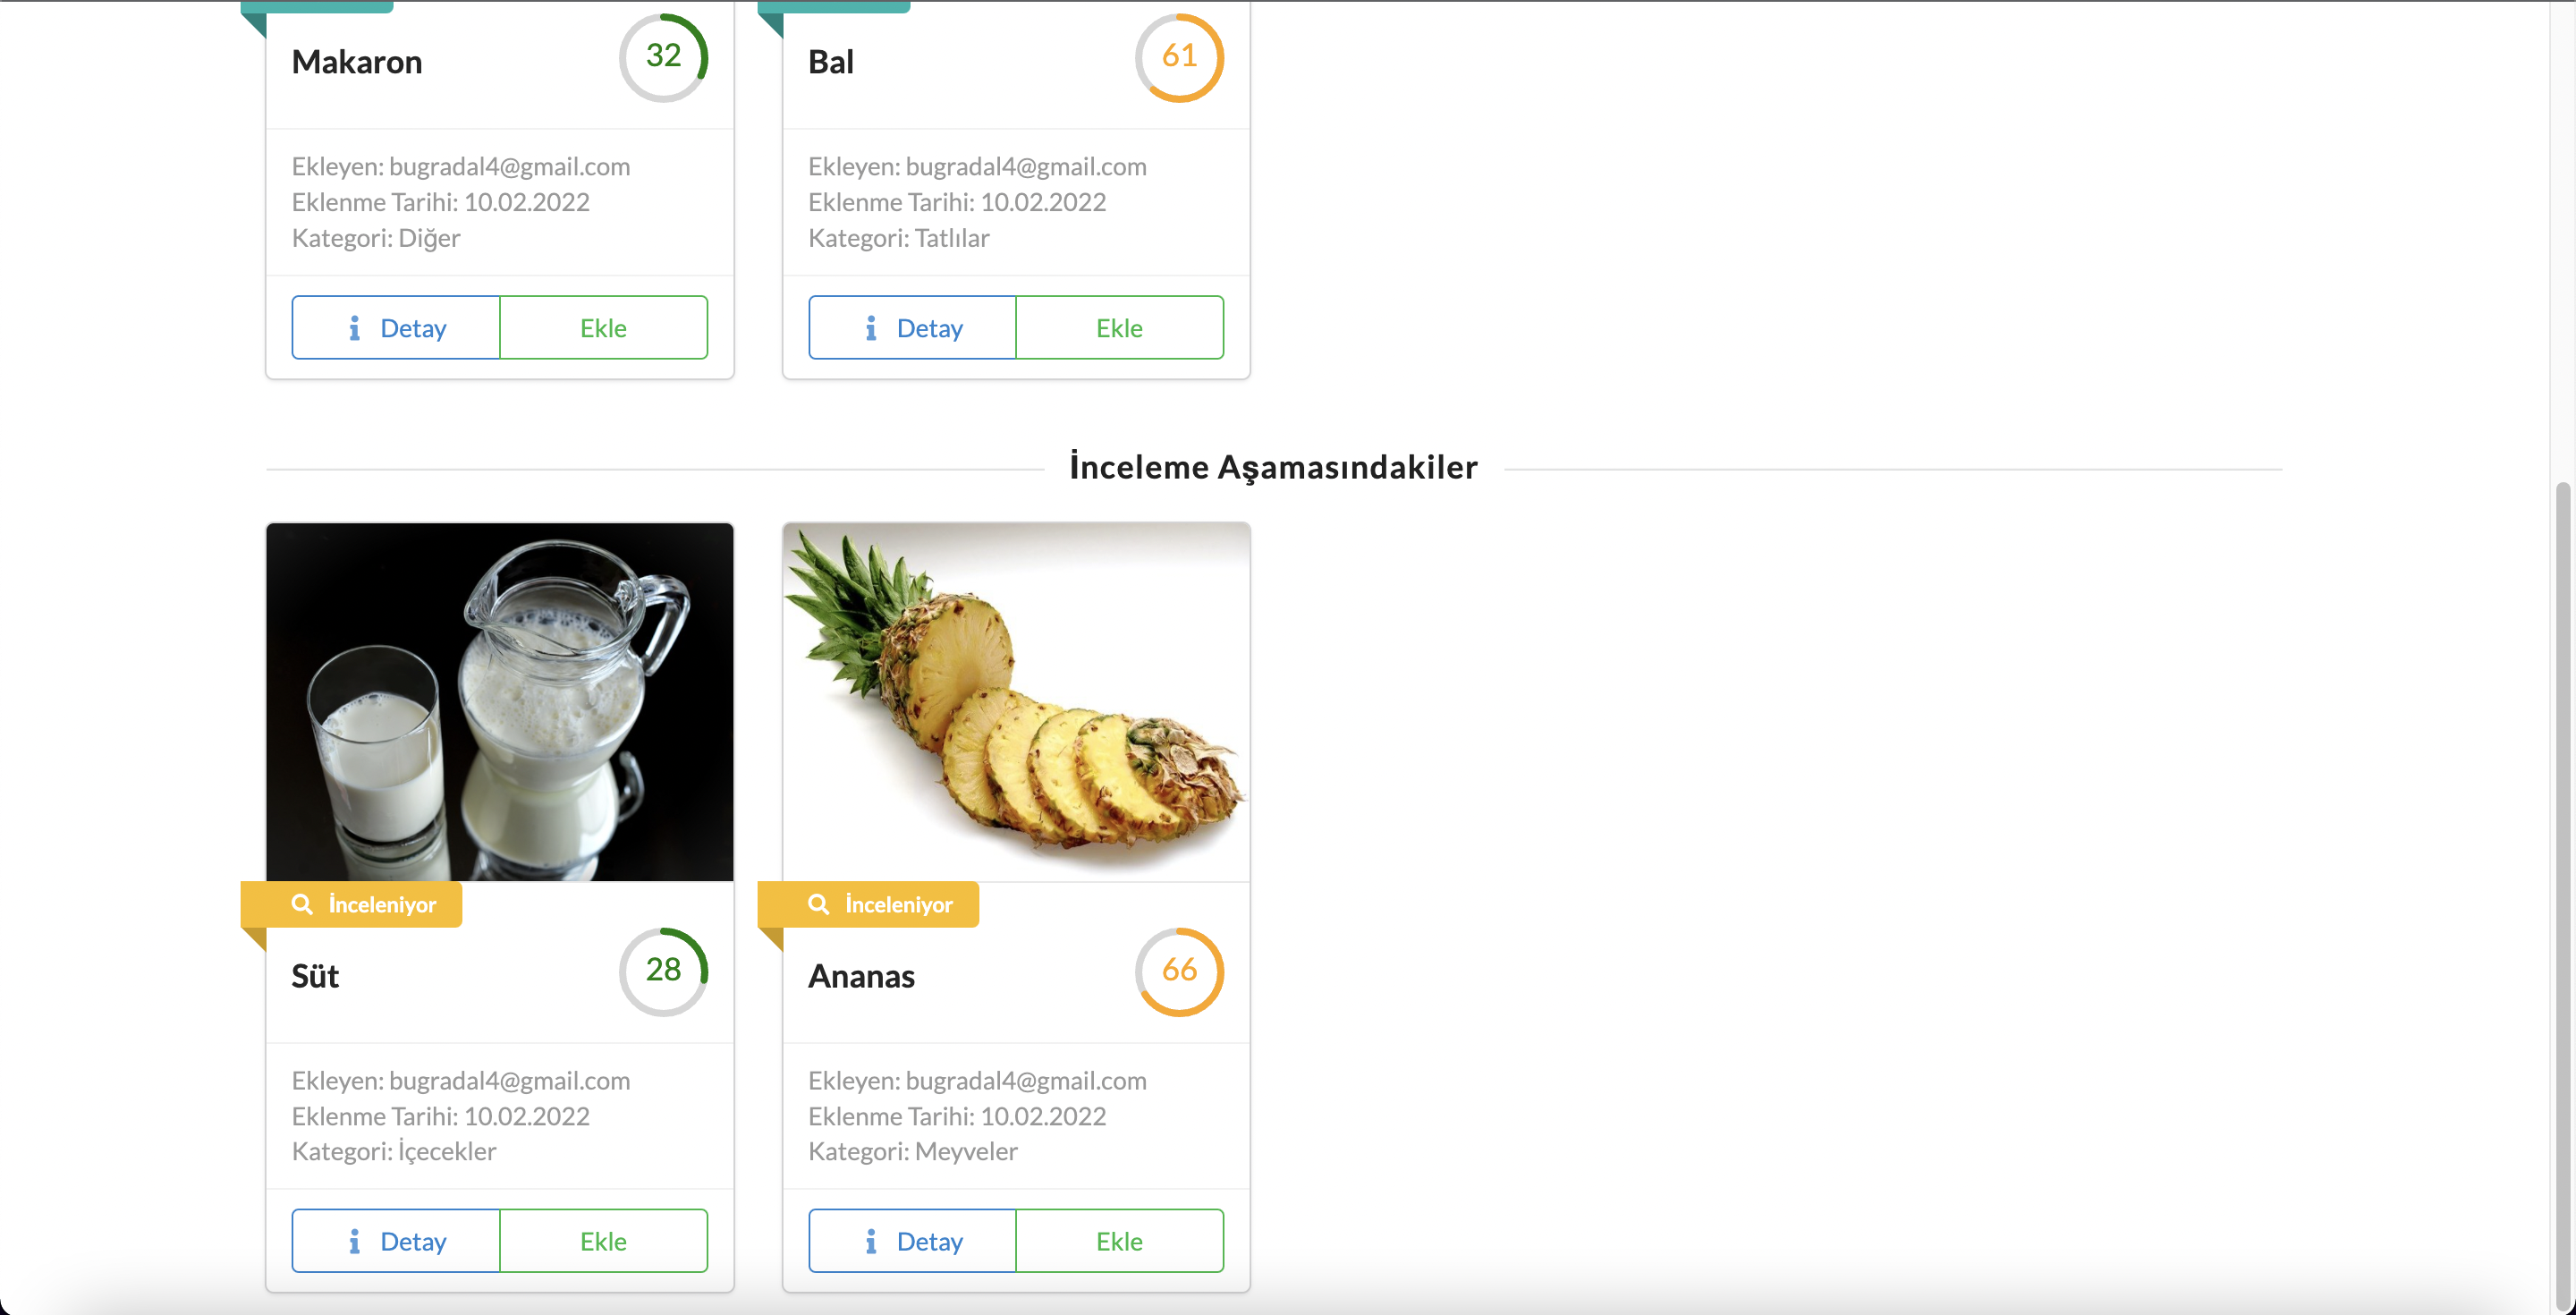 Makaron
32
Ekleyen: bugradal4@gmail.com
Eklenme Tarihi: 10.02.2022
Kategori: Diğer
Detay
Ekle
Bal
61
Ekleyen: bugradal4@gmail.com
Eklenme Tarihi: 10.02.2022
Kategori: Tatlılar
Detay
Ekle
İnceleme Aşamasındakiler
İnceleniyor
Süt
28
Ekleyen: bugradal4@gmail.com
Eklenme Tarihi: 10.02.2022
Kategori: İçecekler
Detay
Ekle
İnceleniyor
Ananas
66
Ekleyen: bugradal4@gmail.com
Eklenme Tarihi: 10.02.2022
Kategori: Meyveler
Detay
Ekle